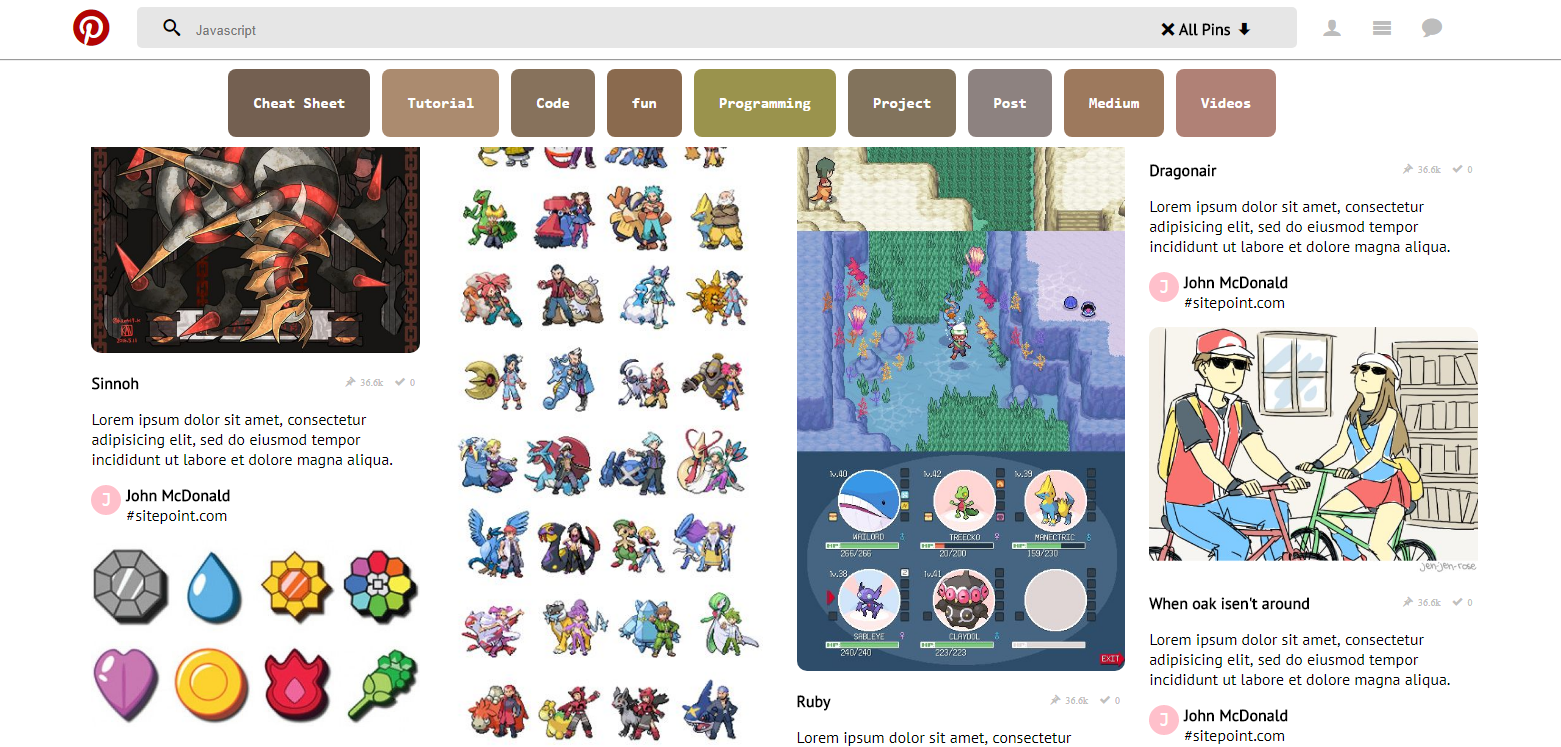 Javascript
All Pins
Cheat Sheet
Tutorial
Code
fun
Programming
Project
Post
Medium
Videos
Sinnoh
36.6k
0
Lorem ipsum dolor sit amet, consectetur
adipisicing elit, sed do eiusmod tempor
incididunt ut labore et dolore magna aliqua.
J
John McDonald
#sitepoint.com
lv.40
lv.42
lv.39
WAILORD
TREECKO
MANECTRIC
HP
HP
HP
266/266
20/200
159/230
lv.38
lv.41
SABLEYE
CLAYDOL
HP
HP
HP
240/240
223/223
EXIT
Ruby
36.6k
0
Lorem ipsum dolor sit amet, consectetur
Dragonair
36.6k
0
Lorem ipsum dolor sit amet, consectetur
adipisicing elit, sed do eiusmod tempor
incididunt ut labore et dolore magna aliqua.
J
John McDonald
#sitepoint.com
jen-jen-rose
When oak isen't around
36.6k
0
Lorem ipsum dolor sit amet, consectetur
adipisicing elit, sed do eiusmod tempor
incididunt ut labore et dolore magna aliqua.
J
John McDonald
#sitepoint.com